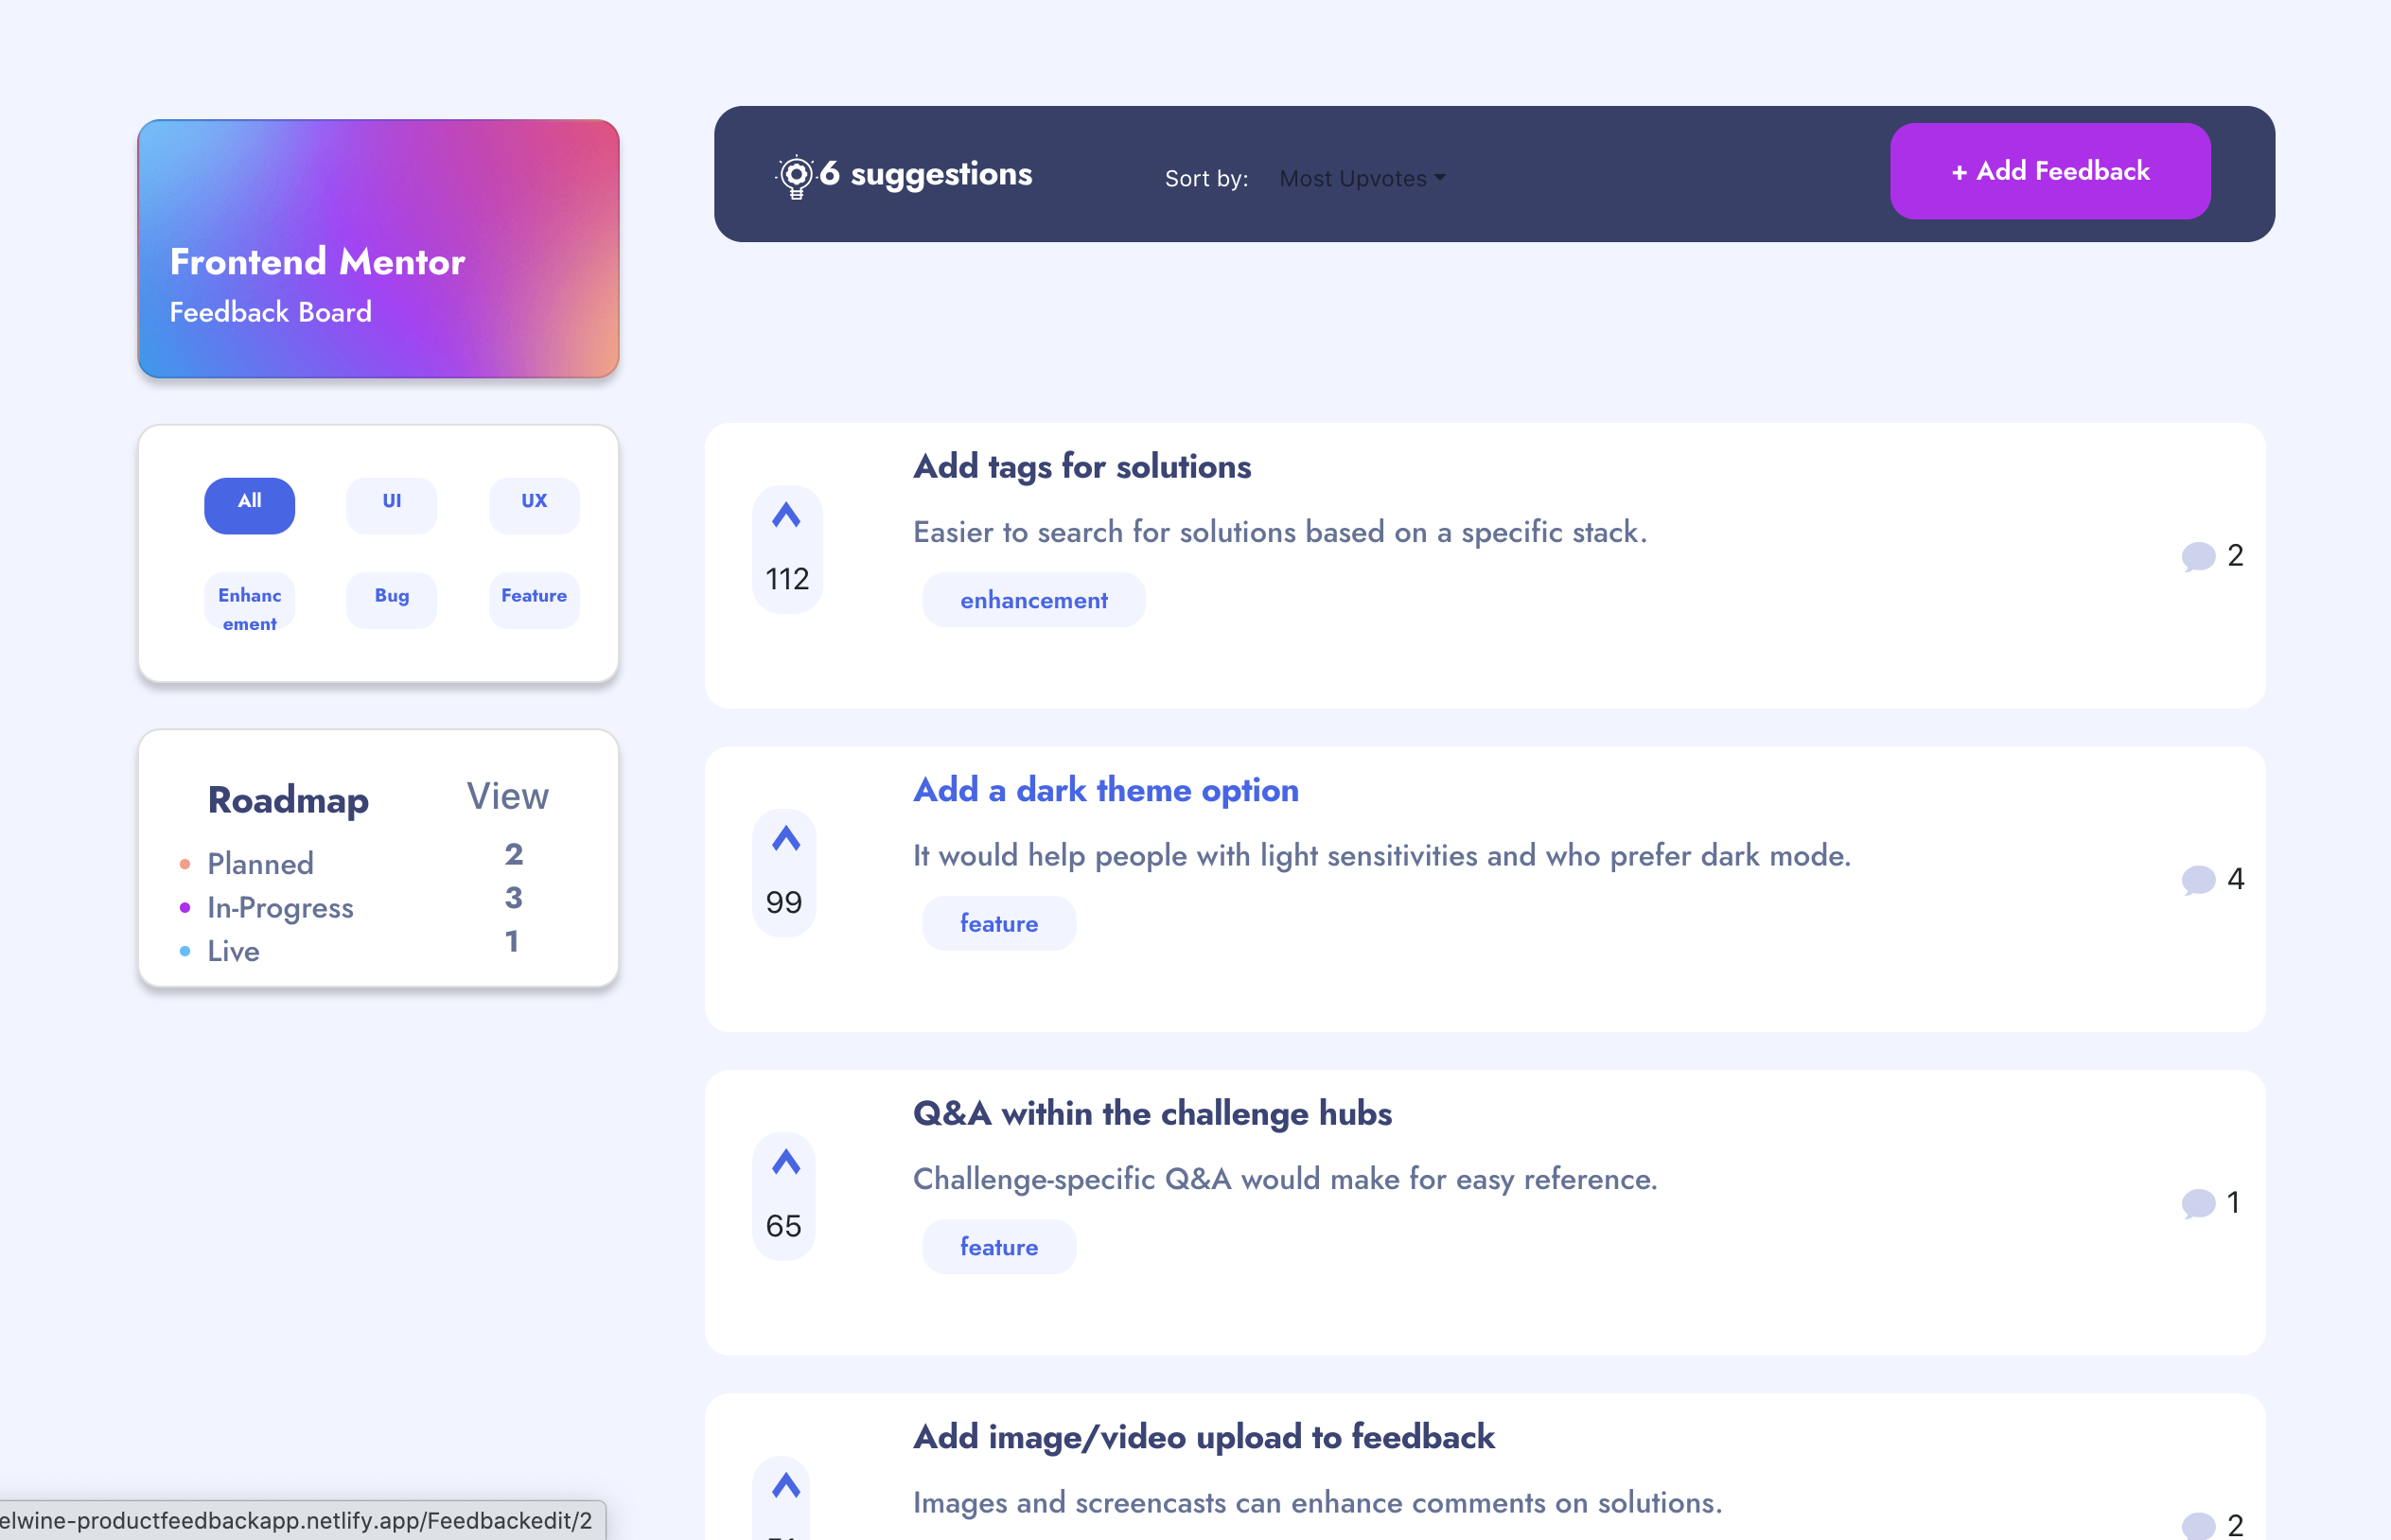 Frontend Mentor
Feedback Board
All
UI
UX
Enhanc
ement
Bug
Feature
Roadmap
View
Planned
2
In-Progress
3
Live
1
6 suggestions
Sort by:
Most Upvotes
+ Add Feedback
Add tags for solutions
Easier to search for solutions based on a specific stack.
enhancement
112
2
Add a dark theme option
It would help people with light sensitivities and who prefer dark mode.
feature
99
4
Q&A within the challenge hubs
Challenge-specific Q&A would make for easy reference.
feature
65
1
Add image/video upload to feedback
Images and screencasts can enhance comments on solutions.
2
elwine-productfeedbackapp.netlify.app/Feedbackedit/2